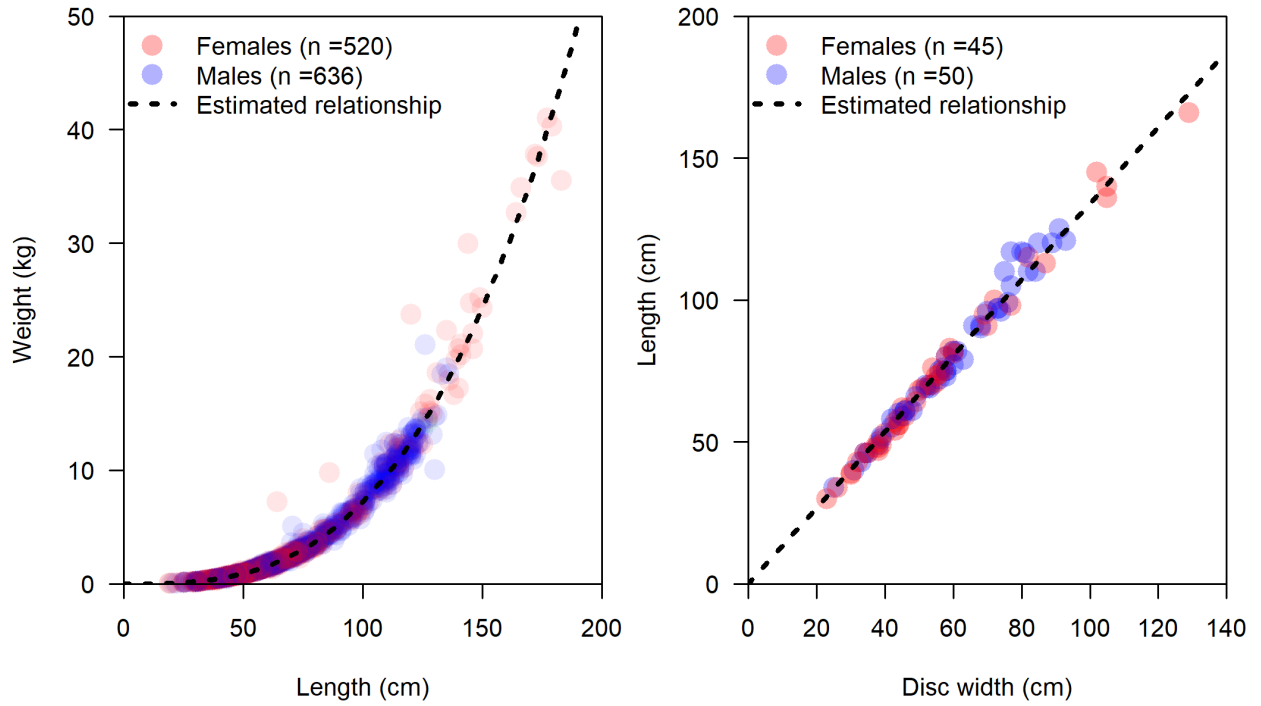 50
40
30
20
10
0
Weight (kg)
Females (n =520)
Males (n =636)
Estimated relationship
0 50 100 150 200
Length (cm)
200
150
100
50
0
Length (cm)
Females (n =45)
Males (n =50)
Estimated relationship
0 20 40 60 80 100 120 140
Disc width (cm)